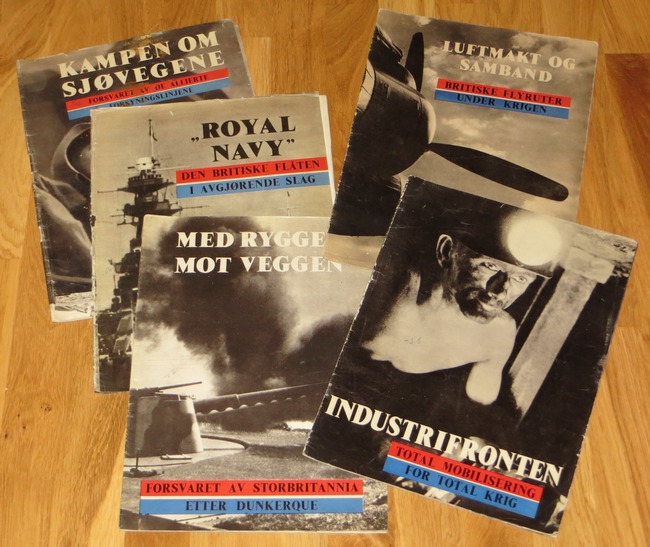 KAMPEN OM
SJØVEGENE
FORSVARET AV DE ALLIERTE
FORSYNINGSLINJENE
„ROYAL
NAVY"
DEN BRITISKE FLÅTEN
I AVGJØRENDE SLAG
LUFTMAKT OG
SAMBAND
BRITISKE FLYRUTER
UNDER KRIGEN
MED RYGGE
MOT VEGGEN
FORSVARET AV STORBRITANNIA
ETTER DUNKERQUE
INDUSTRIFRONTEN
TOTAL MOBILISERING
FOR TOTAL KRIG